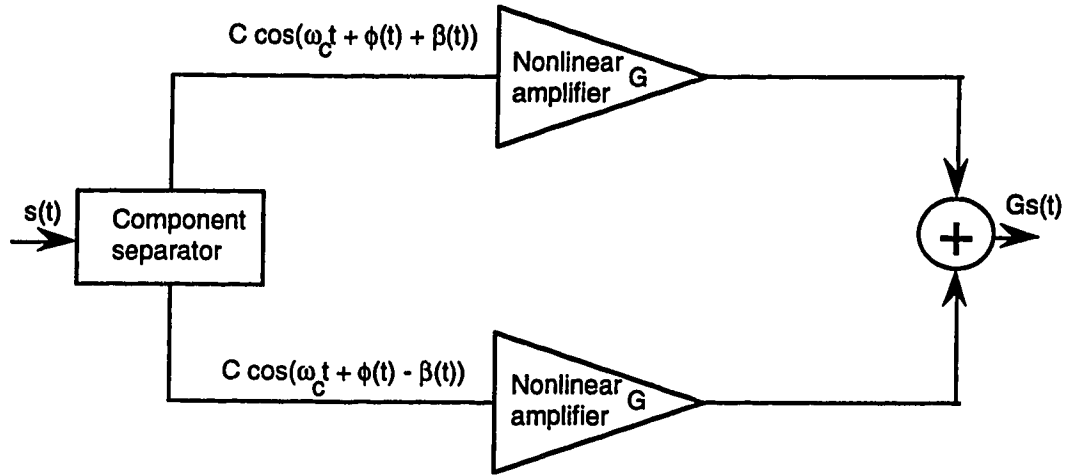 C cos(ω_c t + ϕ(t) + β(t))
Nonlinear
amplifier G
s(t)
Component
separator
Gs(t)
+
C cos(ω_c t + ϕ(t) - β(t))
Nonlinear
amplifier G